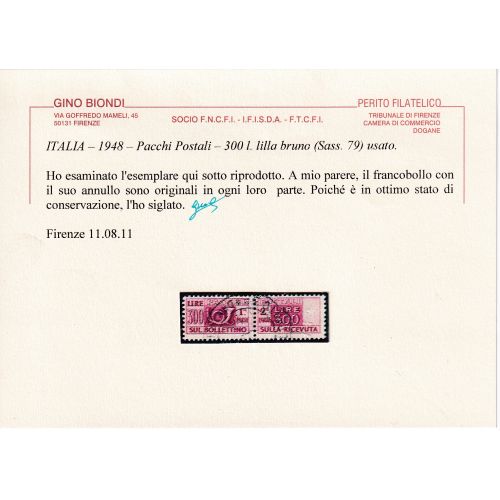 GINO BIONDI
VIA GOFFREDO MAMELI, 45
50131 FIRENZE
SOCIO F.N.C.F.I. - I.F.I.S.D.A. - F.T.C.F.I.
PERITO FILATELICO
TRIBUNALE DI FIRENZE
CAMERA DI COMMERCIO
DOGANE
ITALIA – 1948 – Pacchi Postali – 300 l. lilla bruno (Sass. 79) usato.
Ho esaminato l'esemplare qui sotto riprodotto. A mio parere, il francobollo con
il suo annullo sono originali in ogni loro parte. Poiché è in ottimo stato di
conservazione, l'ho siglato.
Firenze 11.08.11
LIRE
300
SUL BOLLETTINO
LIRE
300
SULLA RICEVUTA